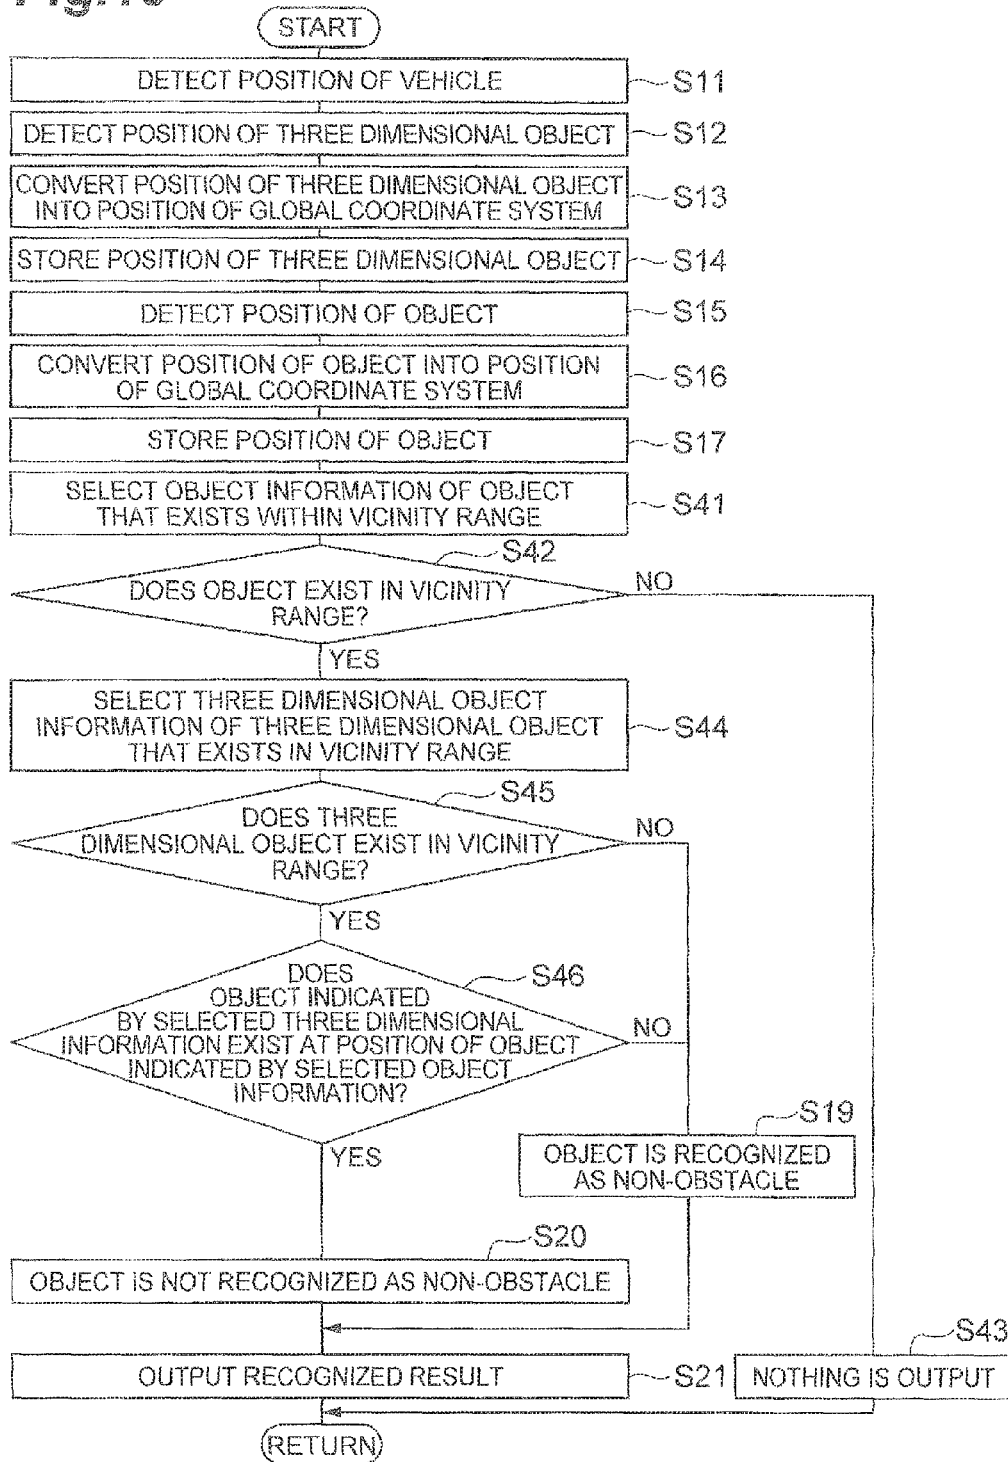 START
DETECT POSITION OF VEHICLE
S11
DETECT POSITION OF THREE DIMENSIONAL OBJECT
S12
CONVERT POSITION OF THREE DIMENSIONAL OBJECT
INTO POSITION OF GLOBAL COORDINATE SYSTEM
S13
STORE POSITION OF THREE DIMENSIONAL OBJECT
S14
DETECT POSITION OF OBJECT
S15
CONVERT POSITION OF OBJECT INTO POSITION
OF GLOBAL COORDINATE SYSTEM
S16
STORE POSITION OF OBJECT
S17
SELECT OBJECT INFORMATION OF OBJECT
THAT EXISTS WITHIN VICINITY RANGE
S41
S42
DOES OBJECT EXIST IN VICINITY
RANGE?
NO
YES
SELECT THREE DIMENSIONAL OBJECT
INFORMATION OF THREE DIMENSIONAL OBJECT
THAT EXISTS IN VICINITY RANGE
S44
S45
DOES THREE
DIMENSIONAL OBJECT EXIST IN VICINITY
RANGE?
NO
YES
S46
DOES
OBJECT INDICATED
BY SELECTED THREE DIMENSIONAL
INFORMATION EXIST AT POSITION OF OBJECT
INDICATED BY SELECTED OBJECT
INFORMATION?
NO
YES
S19
OBJECT IS RECOGNIZED
AS NON-OBSTACLE
S20
OBJECT IS NOT RECOGNIZED AS NON-OBSTACLE
S43
OUTPUT RECOGNIZED RESULT
S21
NOTHING IS OUTPUT
RETURN